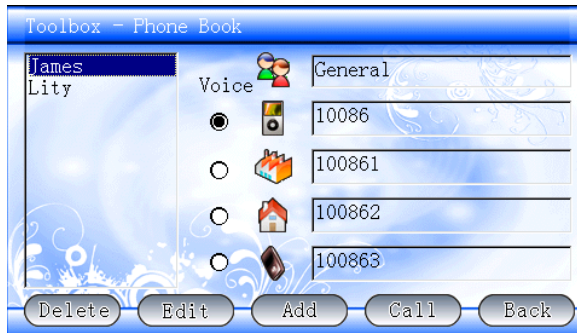 Toolbox - Phone Book
James
Lity
Voice
General
10086
100861
100862
100863
Delete Edit Add Call Back